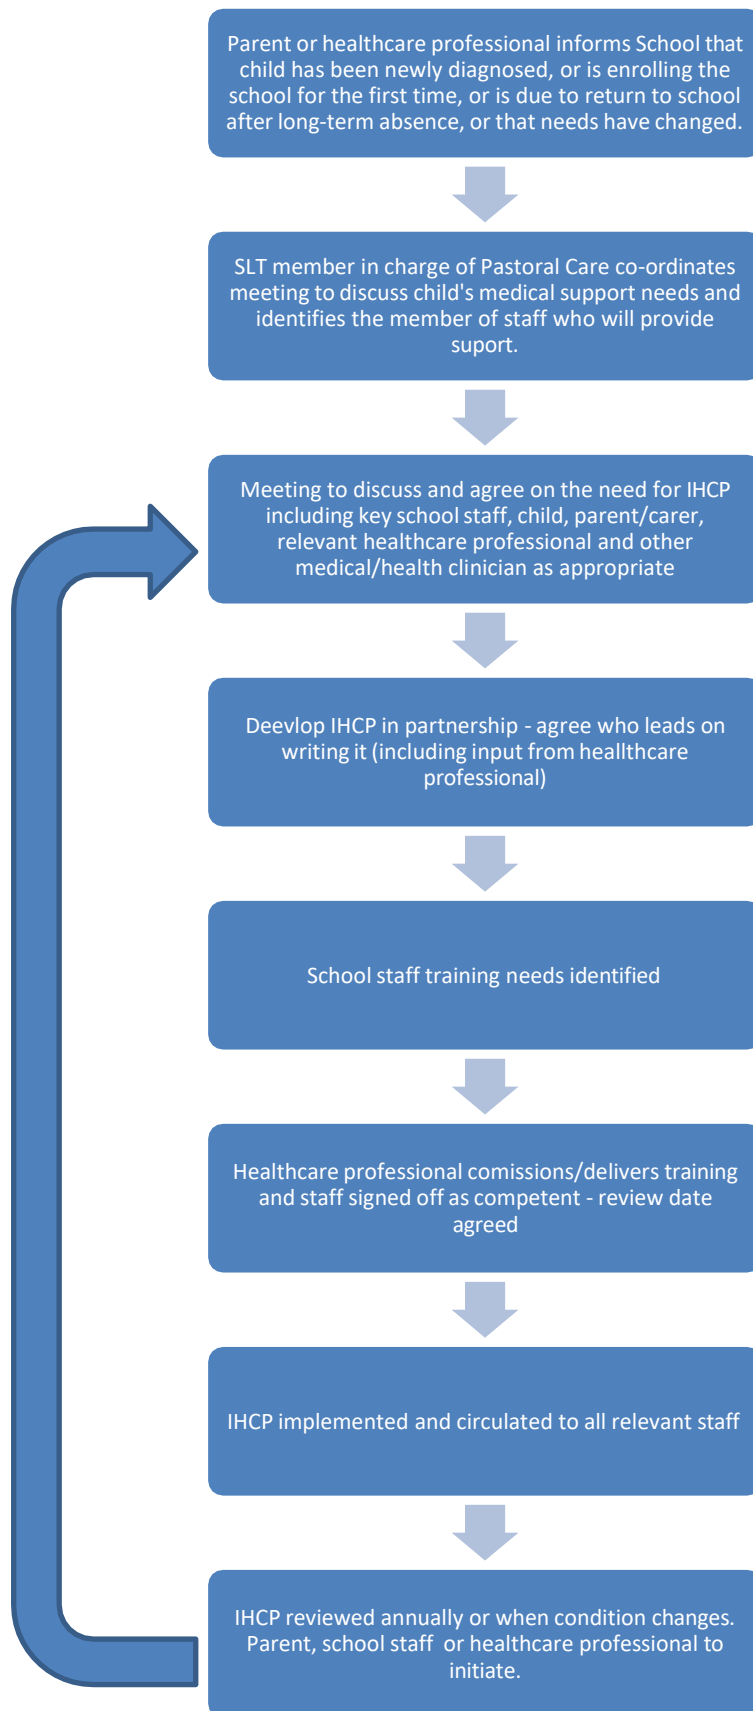 Parent or healthcare professional informs School that
child has been newly diagnosed, or is enrolling the
school for the first time, or is due to return to school
after long-term absence, or that needs have changed.
SLT member in charge of Pastoral Care co-ordinates
meeting to discuss child's medical support needs and
identifies the member of staff who will provide
suport.
Meeting to discuss and agree on the need for IHCP
including key school staff, child, parent/carer,
relevant healthcare professional and other
medical/health clinician as appropriate
Deevlop IHCP in partnership - agree who leads on
writing it (including input from heallthcare
professional)
School staff training needs identified
Healthcare professional comissions/delivers training
and staff signed off as competent - review date
agreed
IHCP implemented and circulated to all relevant staff
IHCP reviewed annually or when condition changes.
Parent, school staff or healthcare professional to
initiate.